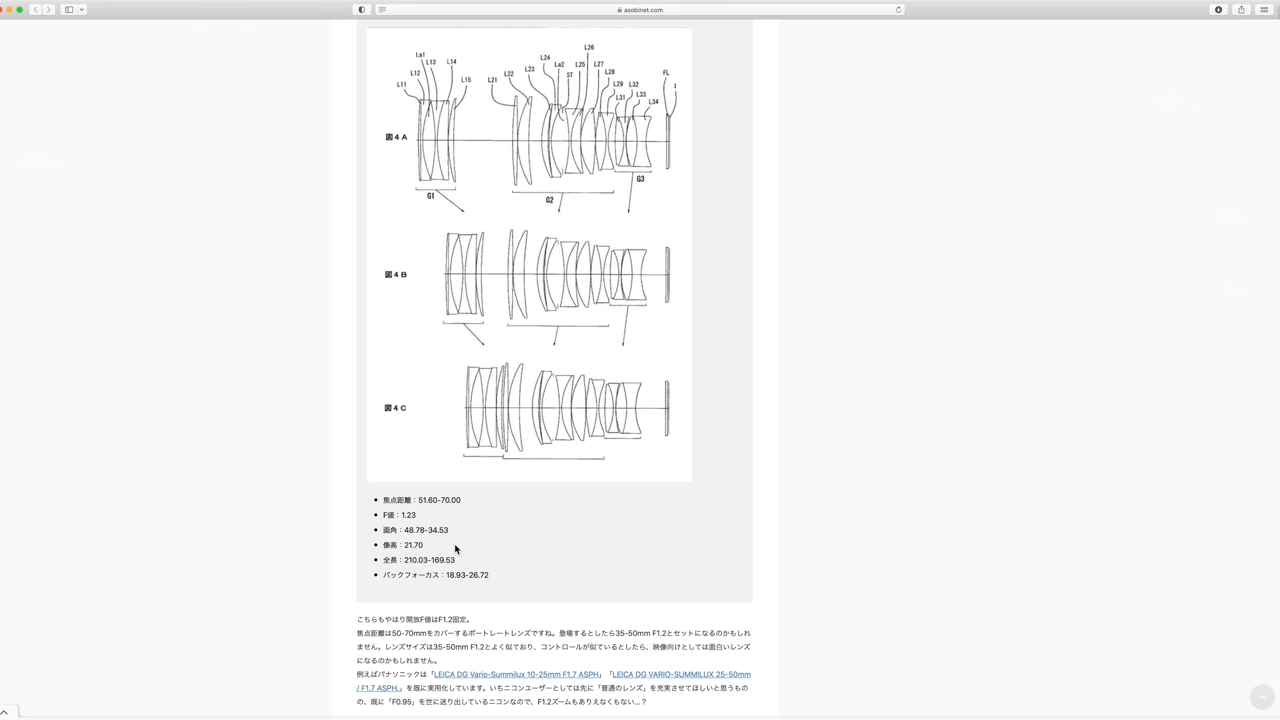 asobinet.com
L26
La1
L24
L13
L14
La2
L25
L27
L12
L23
ST
L28
FL
L11
L15
L21
L22
L29
L32
I
L31
L33
L34
図4A
G1
G2
G3
図4B
図4C
焦点距離：51.60-70.00
F値：1.23
画角：48.78-34.53
像高：21.70
全長：210.03-169.53
バックフォーカス：18.93-26.72
こちらもやはり開放F値はF1.2固定。
焦点距離は50-70mmをカバーするポートレートレンズですね。登場するとしたら35-50mm F1.2とセットになるのかもしれ
ません。レンズサイズは35-50mm F1.2とよく似ており、コントロールが似ているとしたら、映像向けとしては面白いレンズ
になるのかもしれません。
例えばパナソニックは「LEICA DG Vario-Summilux 10-25mm F1.7 ASPH」「LEICA DG VARIO-SUMMILUX 25-50mm
/ F1.7 ASPH.」を既に実用化しています。いちニコンユーザーとしては先に「普通のレンズ」を充実させてほしいと思うもの
の、既に「F0.95」を世に送り出しているニコンなので、F1.2ズームもありえなくもない…？